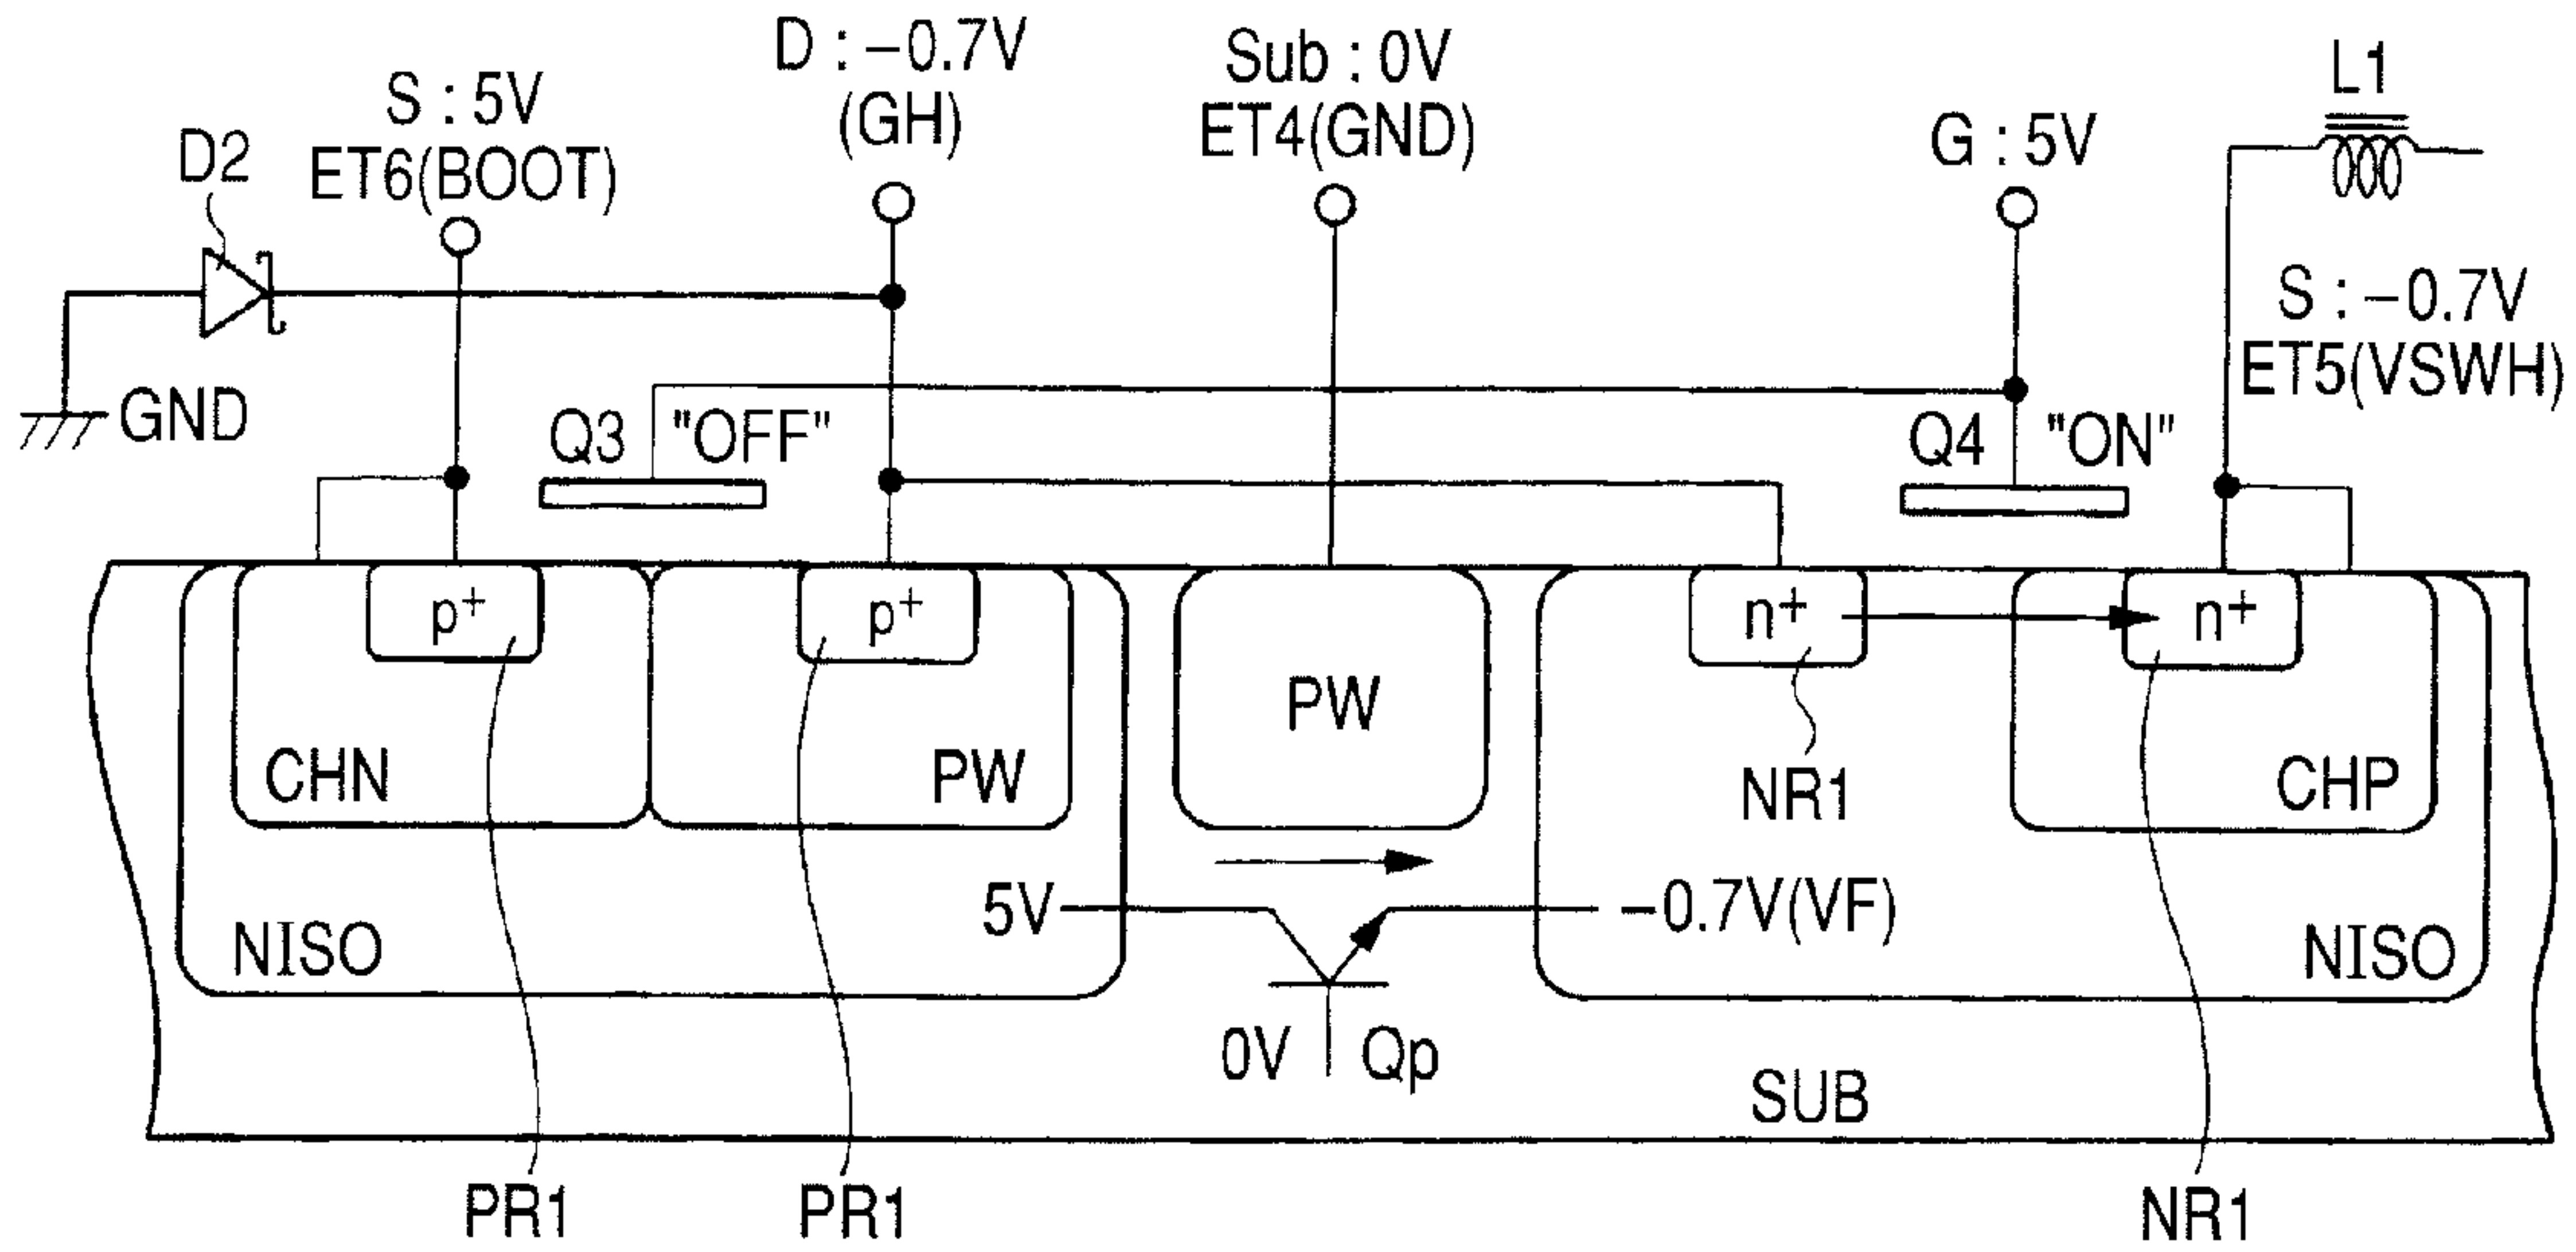 D : −0.7V
(GH)
Sub : 0V
ET4(GND)
L1
S : 5V
ET6(BOOT)
D2
G : 5V
S : −0.7V
ET5(VSWH)
GND
Q3 "OFF"
Q4 "ON"
p+
p+
n+
n+
PW
CHN
PW
NR1
CHP
5V
−0.7V(VF)
NISO
NISO
0V
Qp
SUB
PR1
PR1
NR1